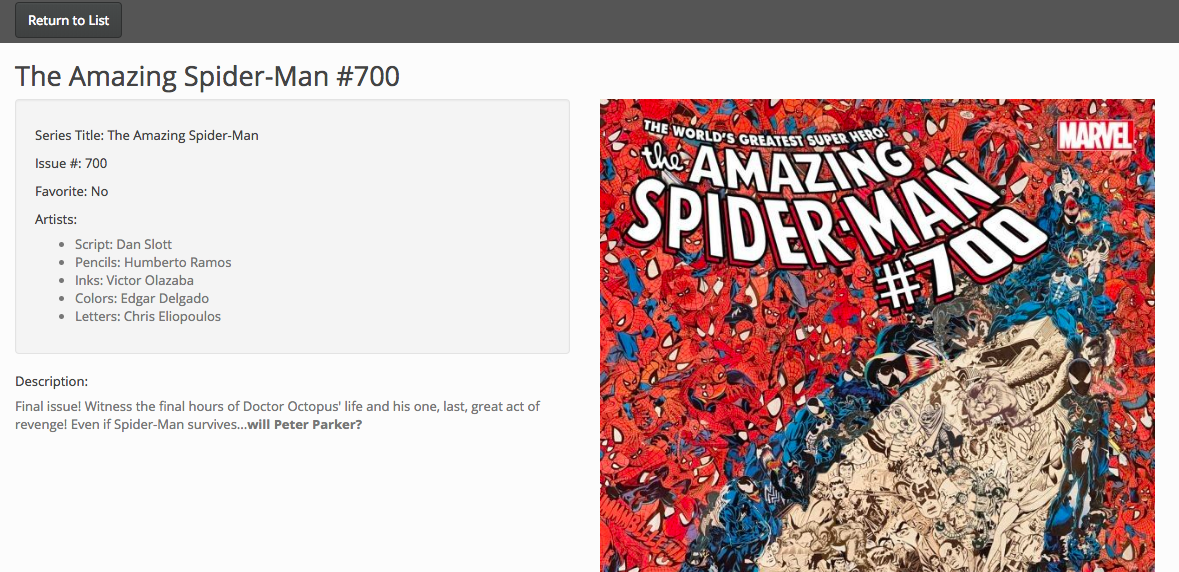 Return to List
The Amazing Spider-Man #700
Series Title: The Amazing Spider-Man
Issue #: 700
Favorite: No
Artists:
Script: Dan Slott
Pencils: Humberto Ramos
Inks: Victor Olazaba
Colors: Edgar Delgado
Letters: Chris Eliopoulos
Description:
Final issue! Witness the final hours of Doctor Octopus' life and his one, last, great act of
revenge! Even if Spider-Man survives...will Peter Parker?
THE WORLD'S GREATEST SUPER HERO!
MARVEL
the AMAZING
SPIDER-MAN
#700